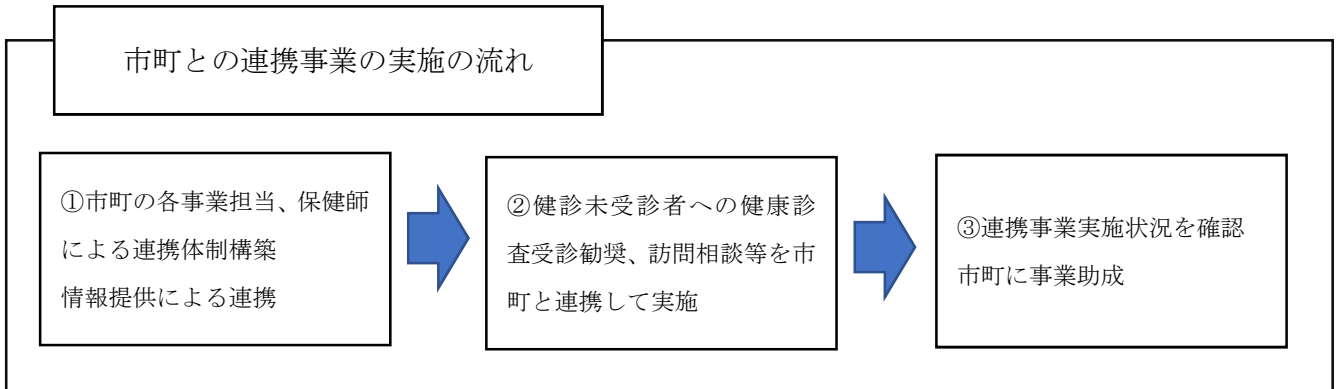 市町との連携事業の実施の流れ
①市町の各事業担当、保健師
による連携体制構築
情報提供による連携
②健診未受診者への健康診
査受診勧奨、訪問相談等を市
町と連携して実施
③連携事業実施状況を確認
市町に事業助成